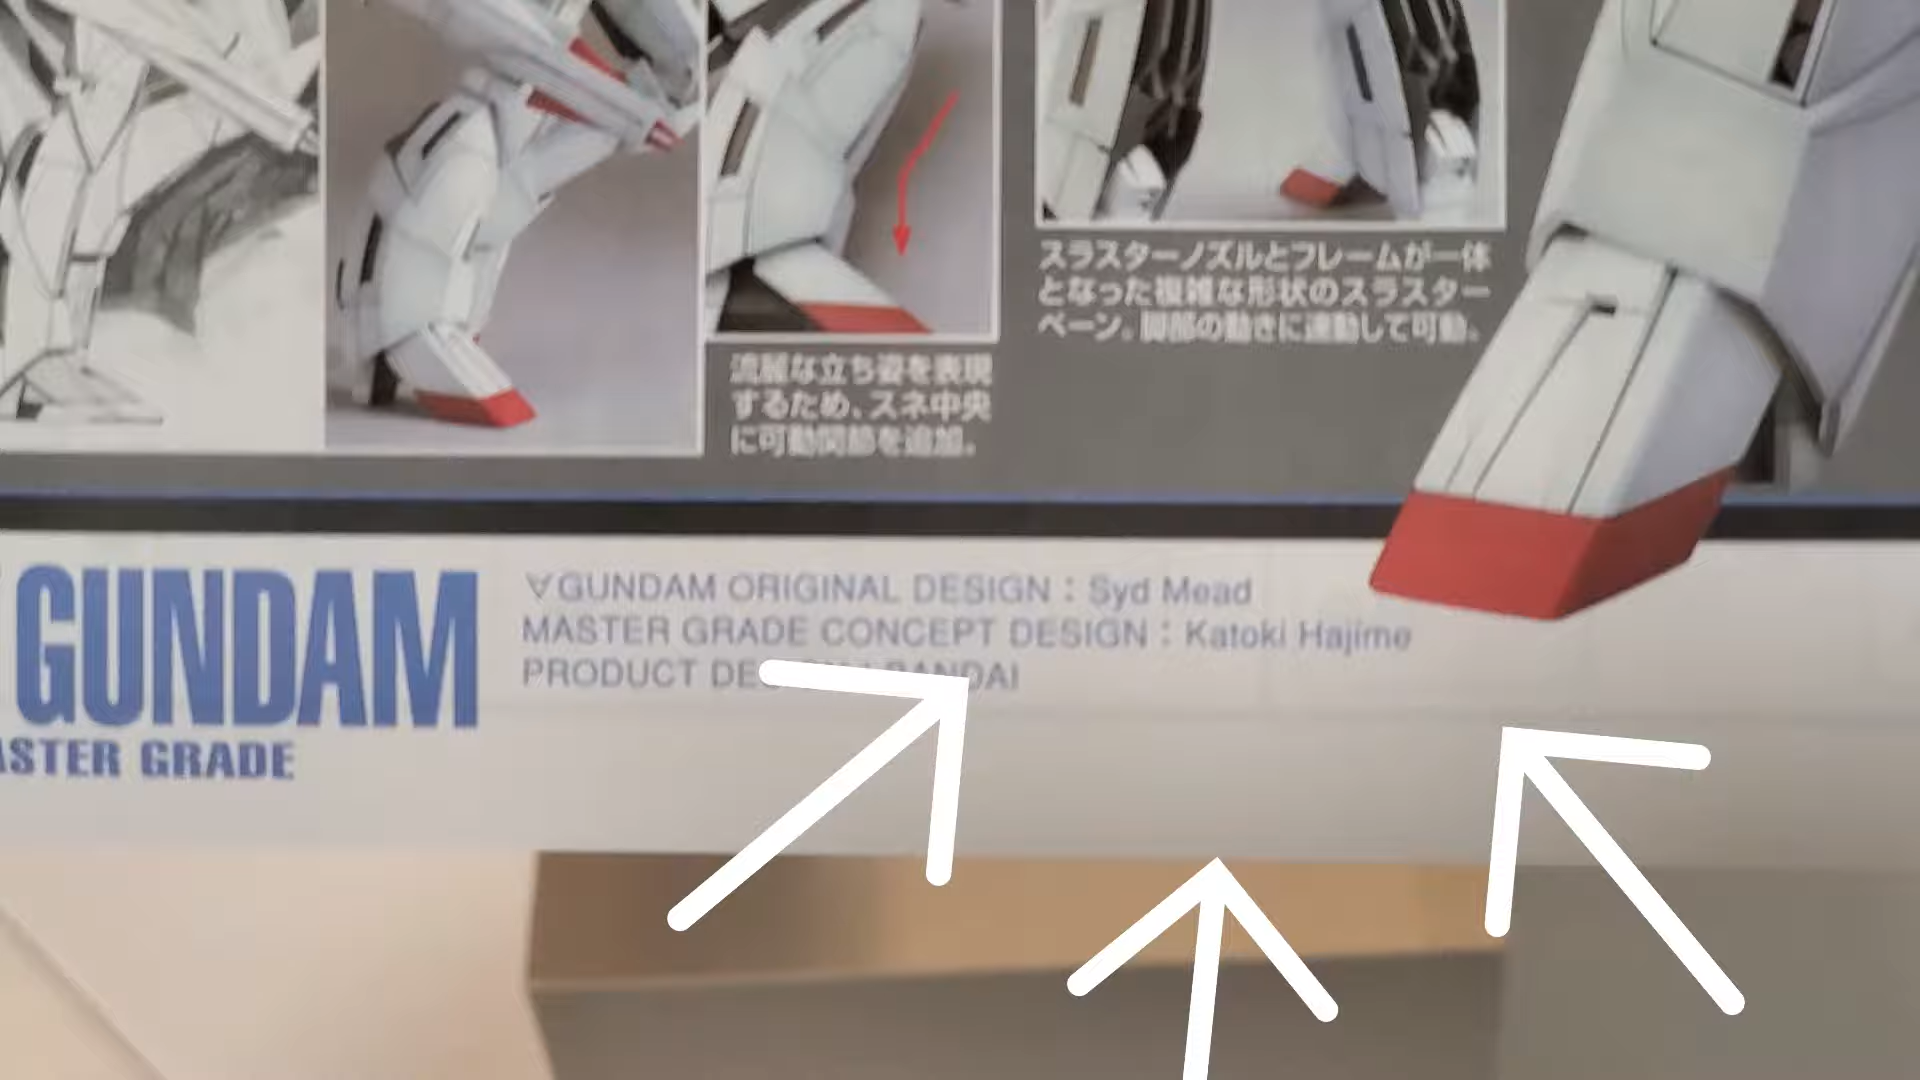 スラスターノズルとフレームが一体
となった複雑な形状のスラスター
ベーン。脚部の動きに連動して可動。
流麗な立ち姿を表現
するため、スネ中央
に可動関節を追加。
GUNDAM
ASTER GRADE
∀GUNDAM ORIGINAL DESIGN：Syd Mead
MASTER GRADE CONCEPT DESIGN：Katoki Hajime
PRODUCT